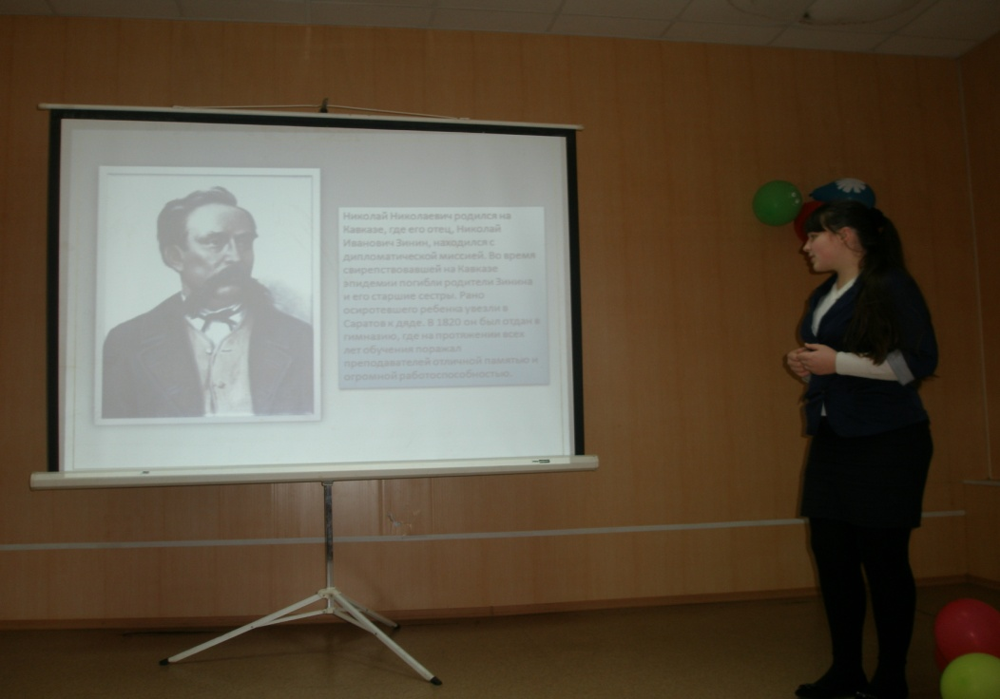 Николай Николаевич родился на
Кавказе, где его отец, Николай
Иванович Зинин, находился с
дипломатической миссией. Во время
свирепствовавшей на Кавказе
эпидемии погибли родители Зинина
и его старшие сестры. Рано
осиротевшего ребенка увезли в
Саратов к дяде. В 1820 он был отдан в
гимназию, где на протяжении всех
лет обучения поражал
преподавателей отличной памятью и
огромной работоспособностью.